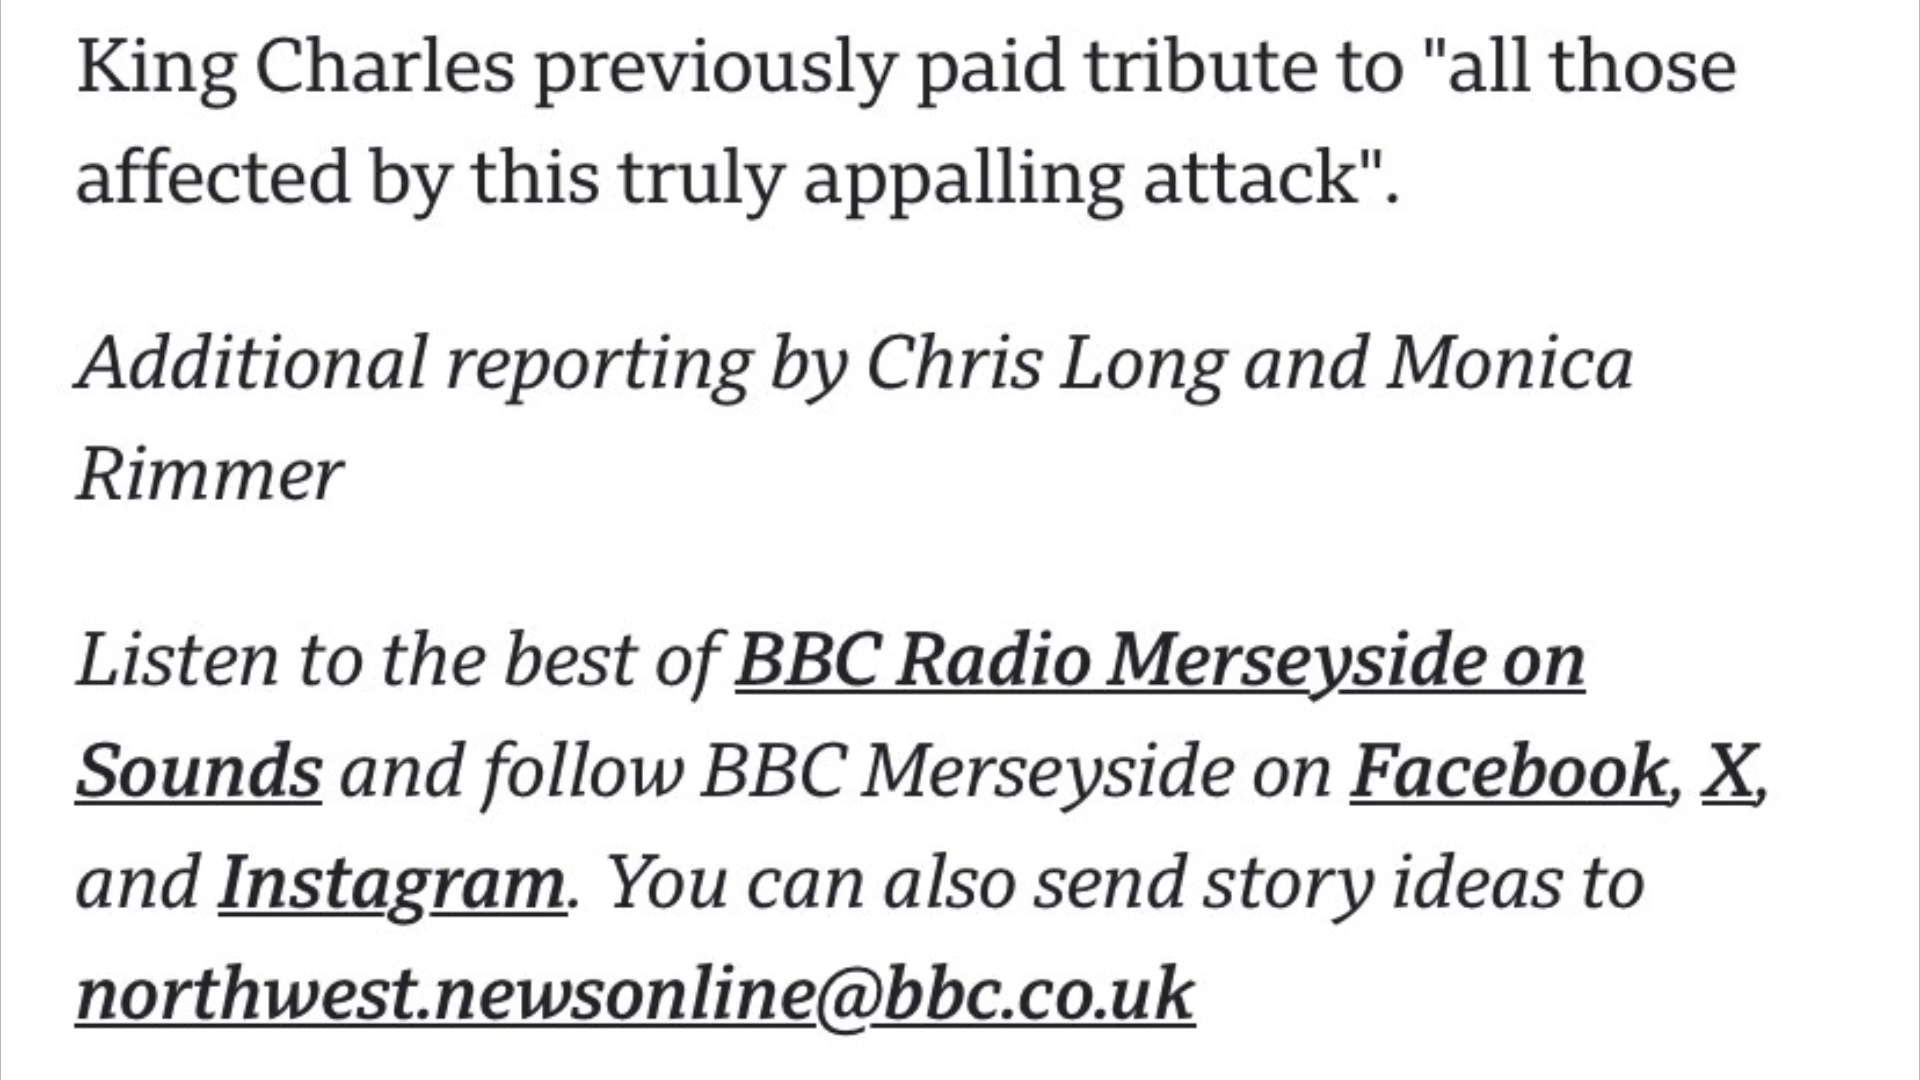 King Charles previously paid tribute to "all those
affected by this truly appalling attack".
Additional reporting by Chris Long and Monica
Rimmer
Listen to the best of BBC Radio Merseyside on
Sounds and follow BBC Merseyside on Facebook, X,
and Instagram. You can also send story ideas to
northwest.newsonline@bbc.co.uk